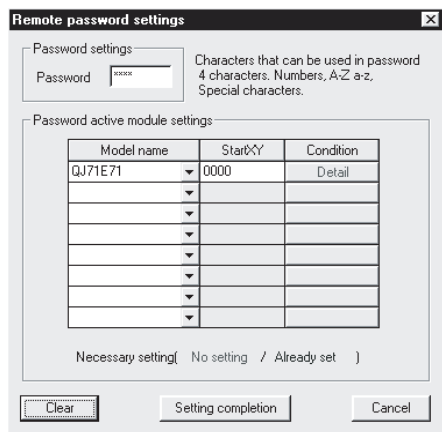 Remote password settings
Password settings
Password xxxx
Characters that can be used in password
4 characters. Numbers, A-Z a-z,
Special characters.
Password active module settings
Model name StartXY Condition
QJ71E71 0000 Detail
Necessary setting( No setting / Already set )
Clear Setting completion Cancel